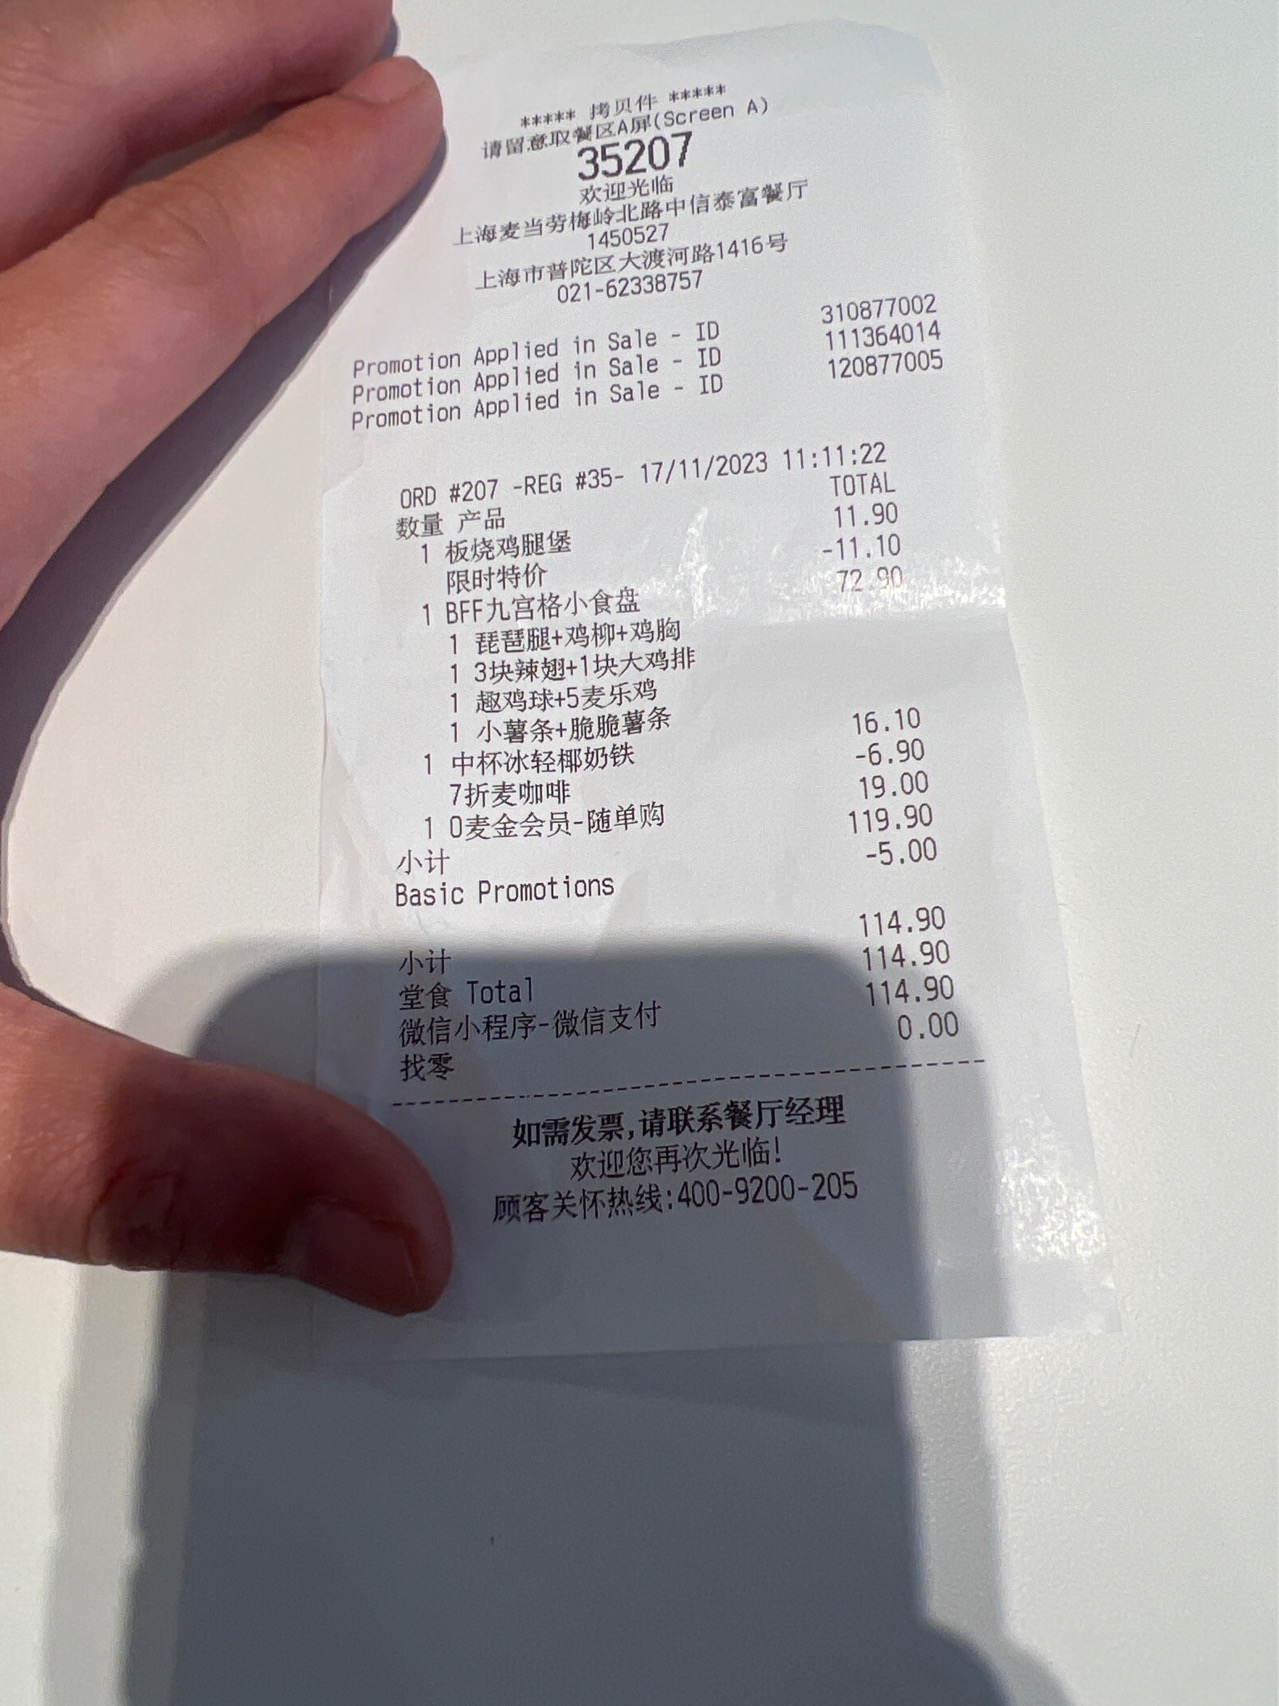 ***** 拷贝件 *****
请留意取餐区A屏(Screen A)
35207
欢迎光临
上海麦当劳梅岭北路中信泰富餐厅
1450527
上海市普陀区大渡河路1416号
021-62338757
Promotion Applied in Sale - ID 310877002
Promotion Applied in Sale - ID 111364014
Promotion Applied in Sale - ID 120877005
ORD #207 -REG #35- 17/11/2023 11:11:22
数量 产品 TOTAL
1 板烧鸡腿堡 11.90
限时特价 -11.10
1 BFF九宫格小食盘 72.90
1 琵琶腿+鸡柳+鸡胸
1 3块辣翅+1块大鸡排
1 趣鸡球+5麦乐鸡
1 小薯条+脆脆薯条
1 中杯冰轻椰奶铁 16.10
7折麦咖啡 -6.90
1 0麦金会员-随单购 19.00
小计 119.90
Basic Promotions -5.00
小计 114.90
堂食 Total 114.90
微信小程序-微信支付 114.90
找零 0.00
--------------------------------
如需发票,请联系餐厅经理
欢迎您再次光临!
顾客关怀热线:400-9200-205